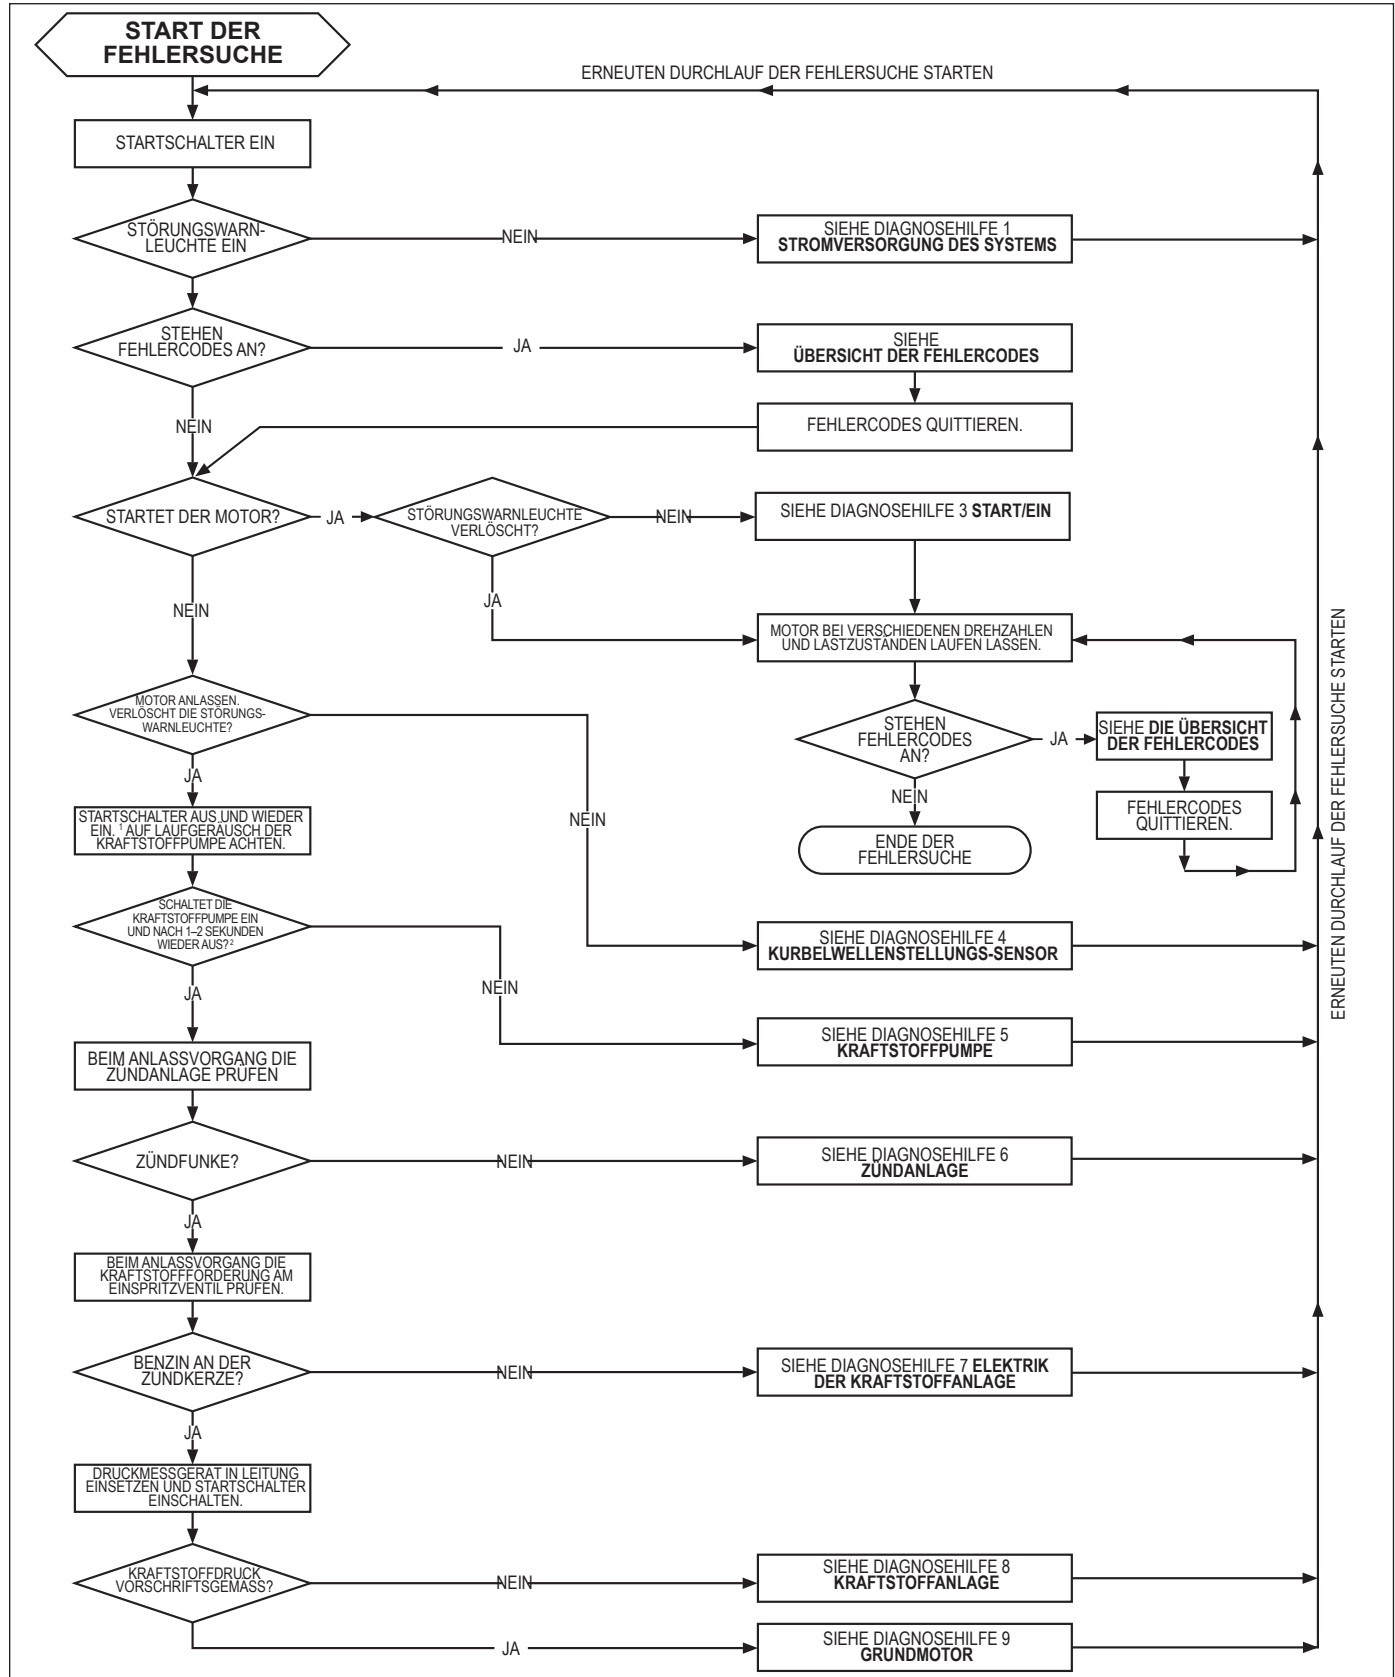 START DER
FEHLERSUCHE
ERNEUTEN DURCHLAUF DER FEHLERSUCHE STARTEN
STARTSCHALTER EIN
STÖRUNGSWARN-
LEUCHTE EIN
NEIN
SIEHE DIAGNOSEHILFE 1
STROMVERSORGUNG DES SYSTEMS
STEHEN
FEHLERCODES AN?
JA
SIEHE
ÜBERSICHT DER FEHLERCODES
NEIN
FEHLERCODES QUITTIEREN.
STARTET DER MOTOR?
JA
STÖRUNGSWARNLEUCHTE
VERLÖSCHT?
NEIN
SIEHE DIAGNOSEHILFE 3 START/EIN
NEIN
JA
MOTOR BEI VERSCHIEDENEN DREHZAHLEN
UND LASTZUSTÄNDEN LAUFEN LASSEN.
ERNEUTEN DURCHLAUF DER FEHLERSUCHE STARTEN
MOTOR ANLASSEN.
VERLÖSCHT DIE STÖRUNGS-
WARNLEUCHTE?
STEHEN
FEHLERCODES
AN?
JA
SIEHE DIE ÜBERSICHT
DER FEHLERCODES
JA
NEIN
NEIN
FEHLERCODES
QUITTIEREN.
STARTSCHALTER AUS UND WIEDER
EIN. ¹ AUF LAUFGERÄUSCH DER
KRAFTSTOFFPUMPE ACHTEN.
ENDE DER
FEHLERSUCHE
SCHALTET DIE
KRAFTSTOFFPUMPE EIN
UND NACH 1–2 SEKUNDEN
WIEDER AUS?²
SIEHE DIAGNOSEHILFE 4
KURBELWELLENSTELLUNGS-SENSOR
JA
NEIN
SIEHE DIAGNOSEHILFE 5
KRAFTSTOFFPUMPE
BEIM ANLASSVORGANG DIE
ZÜNDANLAGE PRÜFEN
ZÜNDFUNKE?
NEIN
SIEHE DIAGNOSEHILFE 6
ZÜNDANLAGE
JA
BEIM ANLASSVORGANG DIE
KRAFTSTOFFFÖRDERUNG AM
EINSPRITZVENTIL PRÜFEN.
BENZIN AN DER
ZÜNDKERZE?
NEIN
SIEHE DIAGNOSEHILFE 7 ELEKTRIK
DER KRAFTSTOFFANLAGE
JA
DRUCKMESSGERÄT IN LEITUNG
EINSETZEN UND STARTSCHALTER
EINSCHALTEN.
KRAFTSTOFFDRUCK
VORSCHRIFTSGEMÄSS?
NEIN
SIEHE DIAGNOSEHILFE 8
KRAFTSTOFFANLAGE
JA
SIEHE DIAGNOSEHILFE 9
GRUNDMOTOR